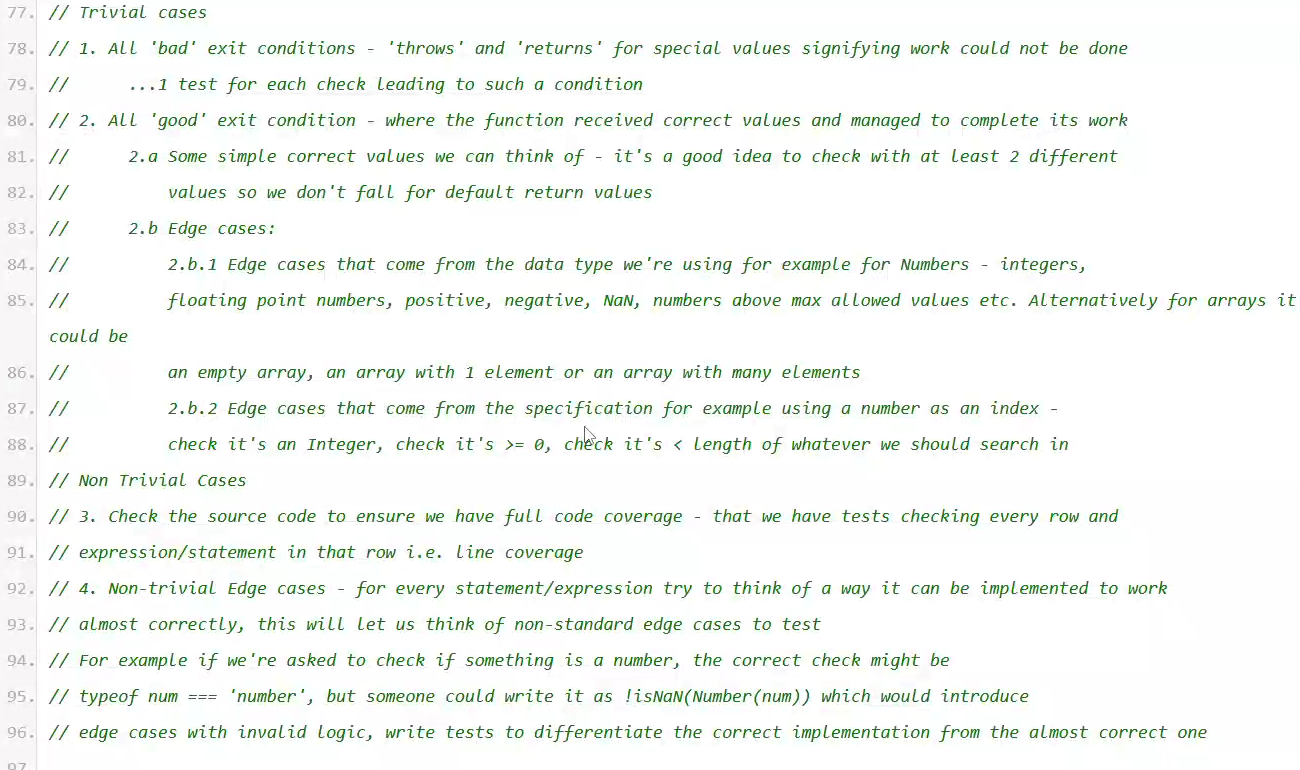 77. // Trivial cases
78. // 1. All 'bad' exit conditions - 'throws' and 'returns' for special values signifying work could not be done
79. //      ...1 test for each check leading to such a condition
80. // 2. All 'good' exit condition - where the function received correct values and managed to complete its work
81. //      2.a Some simple correct values we can think of - it's a good idea to check with at least 2 different
82. //          values so we don't fall for default return values
83. //      2.b Edge cases:
84. //          2.b.1 Edge cases that come from the data type we're using for example for Numbers - integers,
85. //          floating point numbers, positive, negative, NaN, numbers above max allowed values etc. Alternatively for arrays it
could be
86. //          an empty array, an array with 1 element or an array with many elements
87. //          2.b.2 Edge cases that come from the specification for example using a number as an index -
88. //          check it's an Integer, check it's >= 0, check it's < length of whatever we should search in
89. // Non Trivial Cases
90. // 3. Check the source code to ensure we have full code coverage - that we have tests checking every row and
91. // expression/statement in that row i.e. line coverage
92. // 4. Non-trivial Edge cases - for every statement/expression try to think of a way it can be implemented to work
93. // almost correctly, this will let us think of non-standard edge cases to test
94. // For example if we're asked to check if something is a number, the correct check might be
95. // typeof num === 'number', but someone could write it as !isNaN(Number(num)) which would introduce
96. // edge cases with invalid logic, write tests to differentiate the correct implementation from the almost correct one
97.